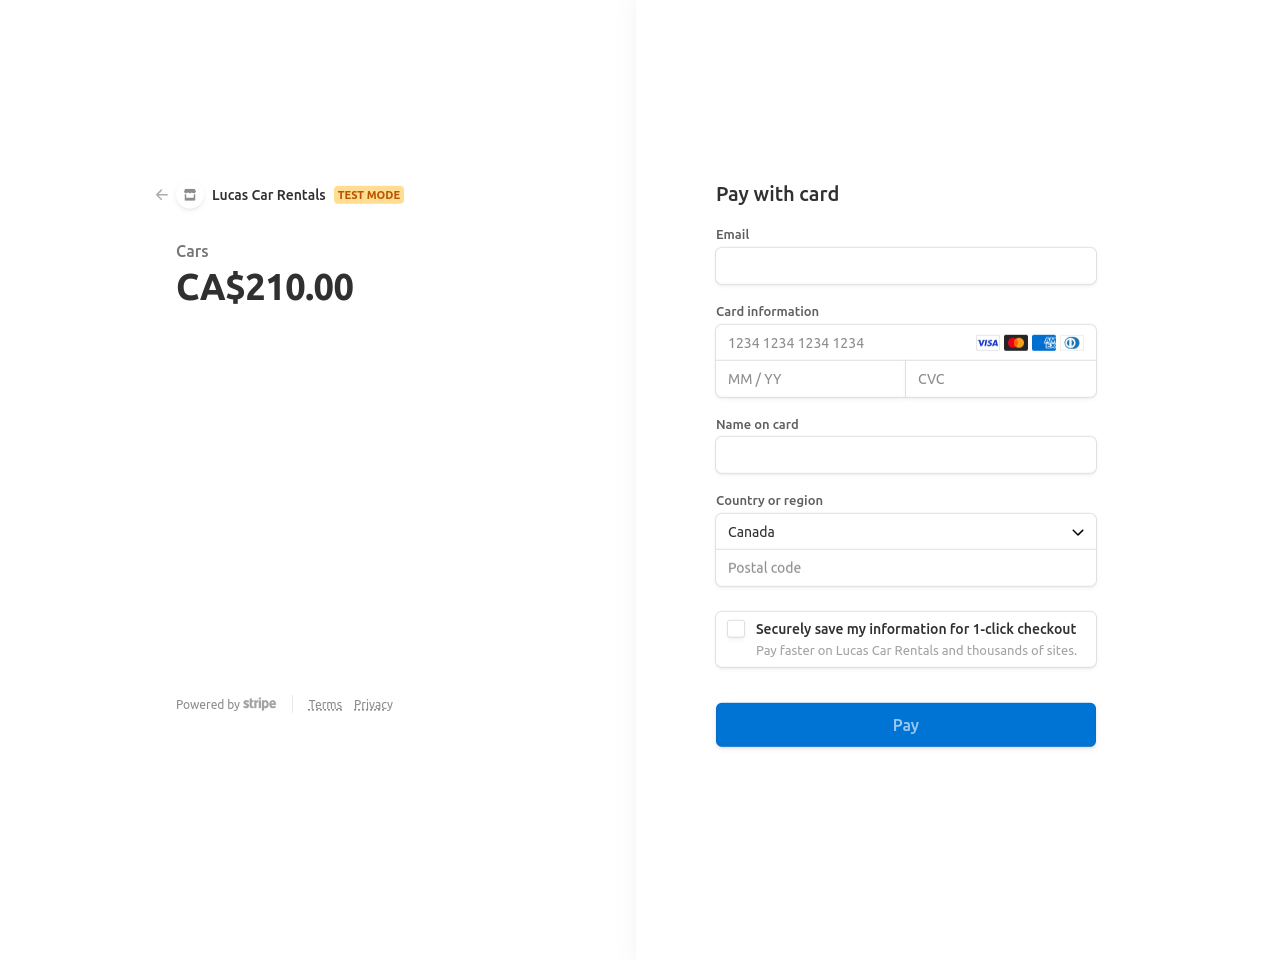 Lucas Car Rentals TEST MODE
Cars
CA$210.00
Powered by stripe
Terms Privacy
Pay with card
Email
Card information
1234 1234 1234 1234 VISA AM EX
MM / YY CVC
Name on card
Country or region
Canada
Postal code
Securely save my information for 1-click checkout
Pay faster on Lucas Car Rentals and thousands of sites.
Pay